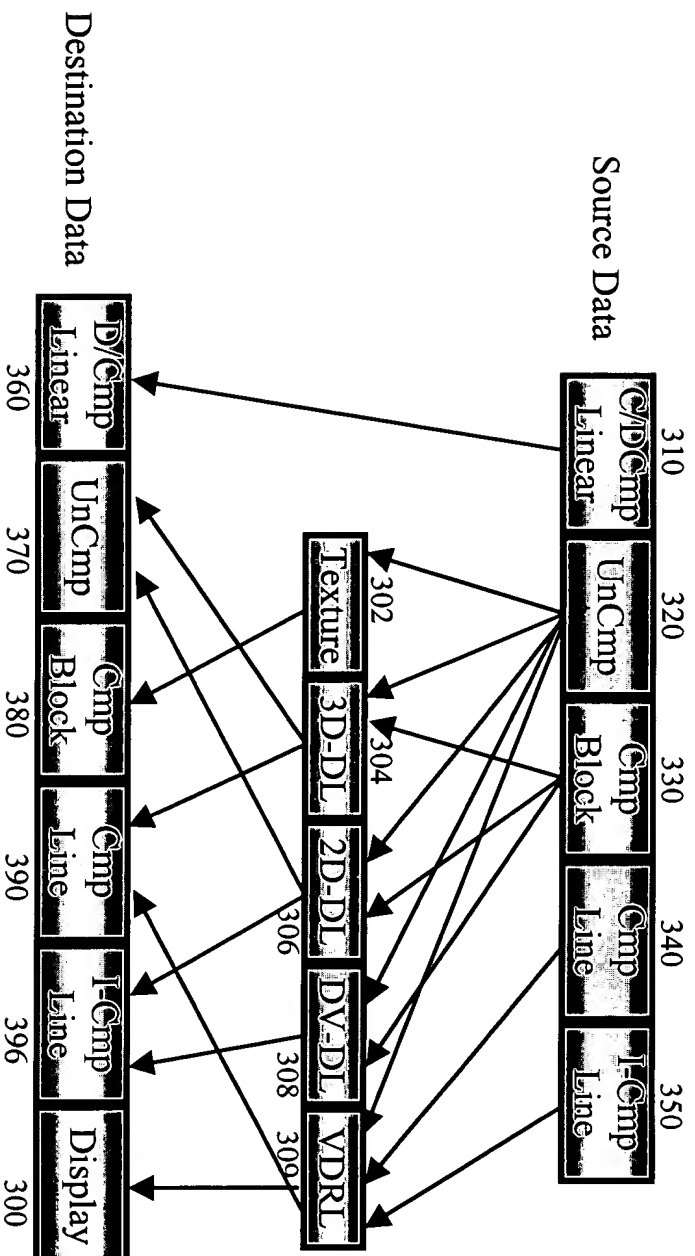 310 320 330 340 350
Source Data
C/DCmp
Linear
UnCmp
Cmp
Block
Cmp
Line
I-Cmp
Line
302
304
Texture
3D-DL
2D-DL
DV-DL
VDRL
306
308
309
Destination Data
D/Cmp
Linear
UnCmp
Cmp
Block
Cmp
Line
I-Cmp
Line
Display
360 370 380 390 396 300